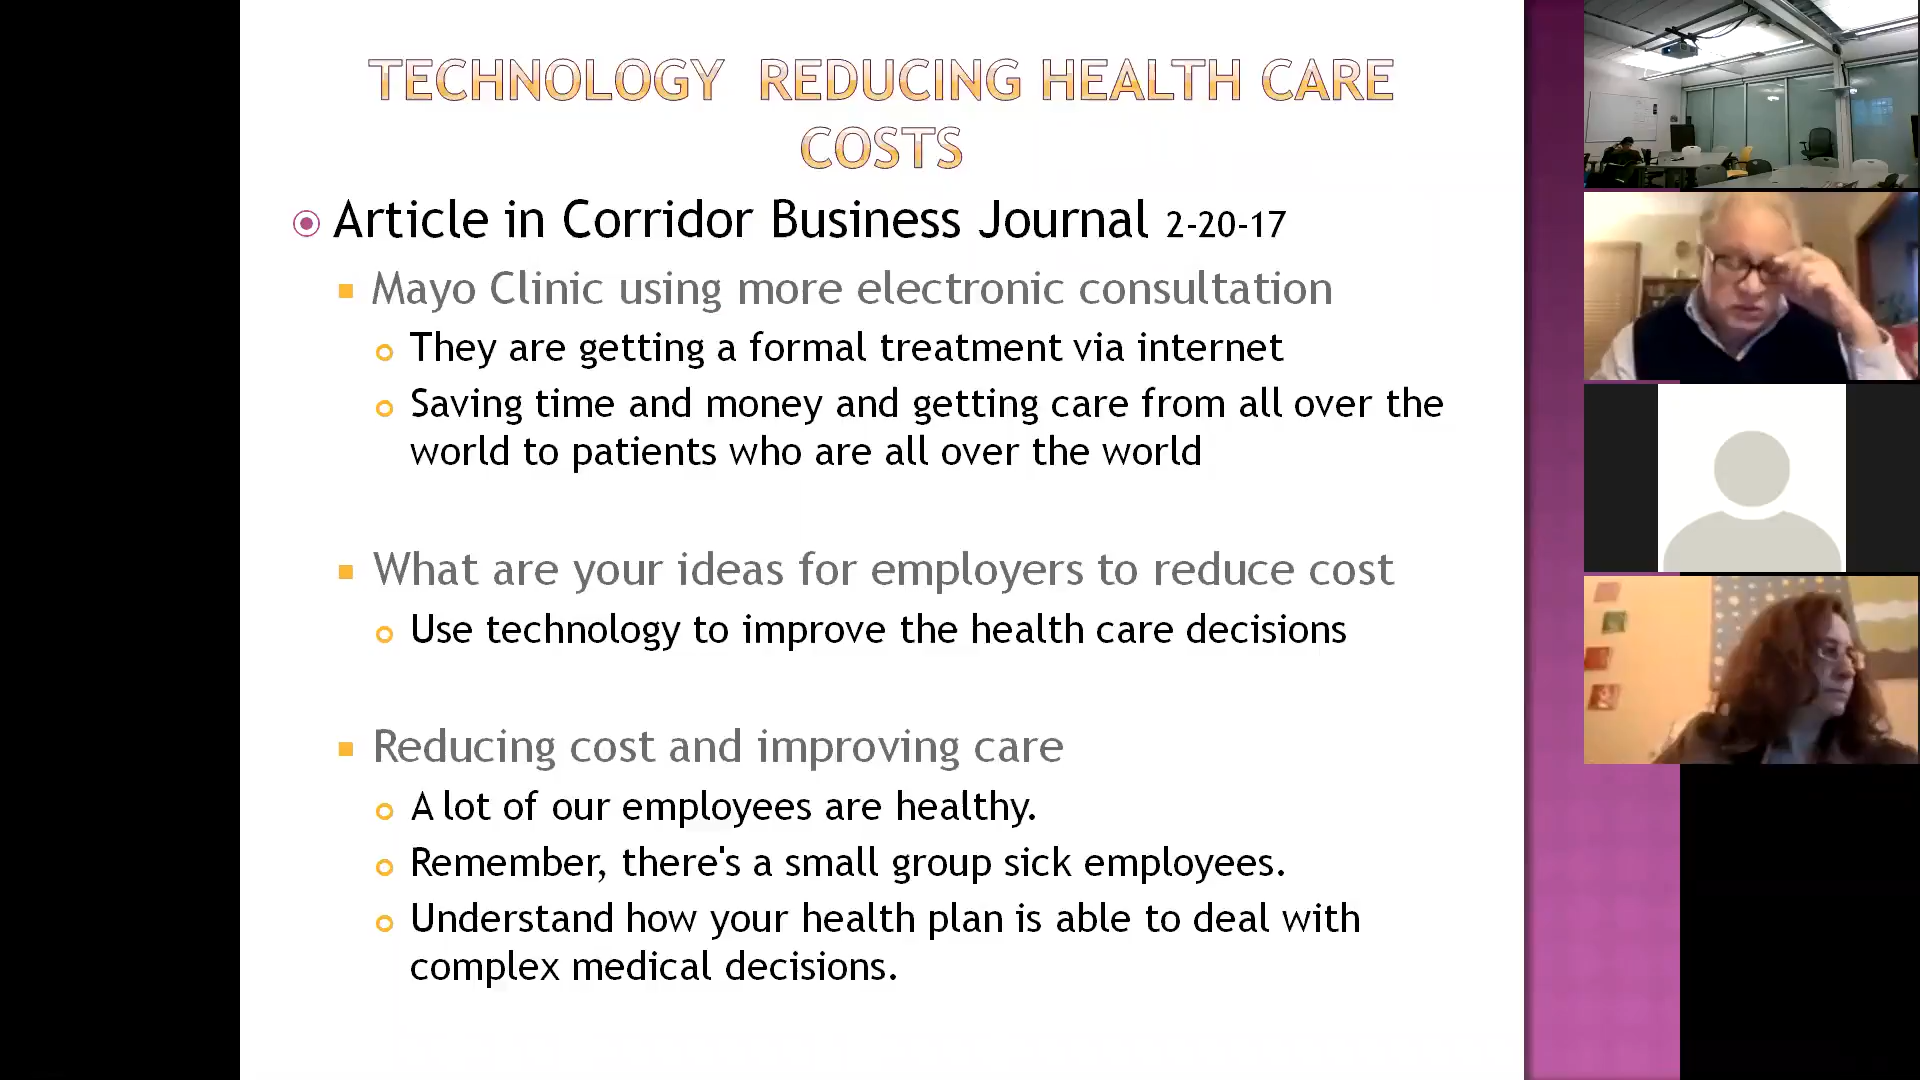 TECHNOLOGY REDUCING HEALTH CARE
COSTS
Article in Corridor Business Journal 2-20-17
Mayo Clinic using more electronic consultation
They are getting a formal treatment via internet
Saving time and money and getting care from all over the
world to patients who are all over the world
What are your ideas for employers to reduce cost
Use technology to improve the health care decisions
Reducing cost and improving care
A lot of our employees are healthy.
Remember, there's a small group sick employees.
Understand how your health plan is able to deal with
complex medical decisions.